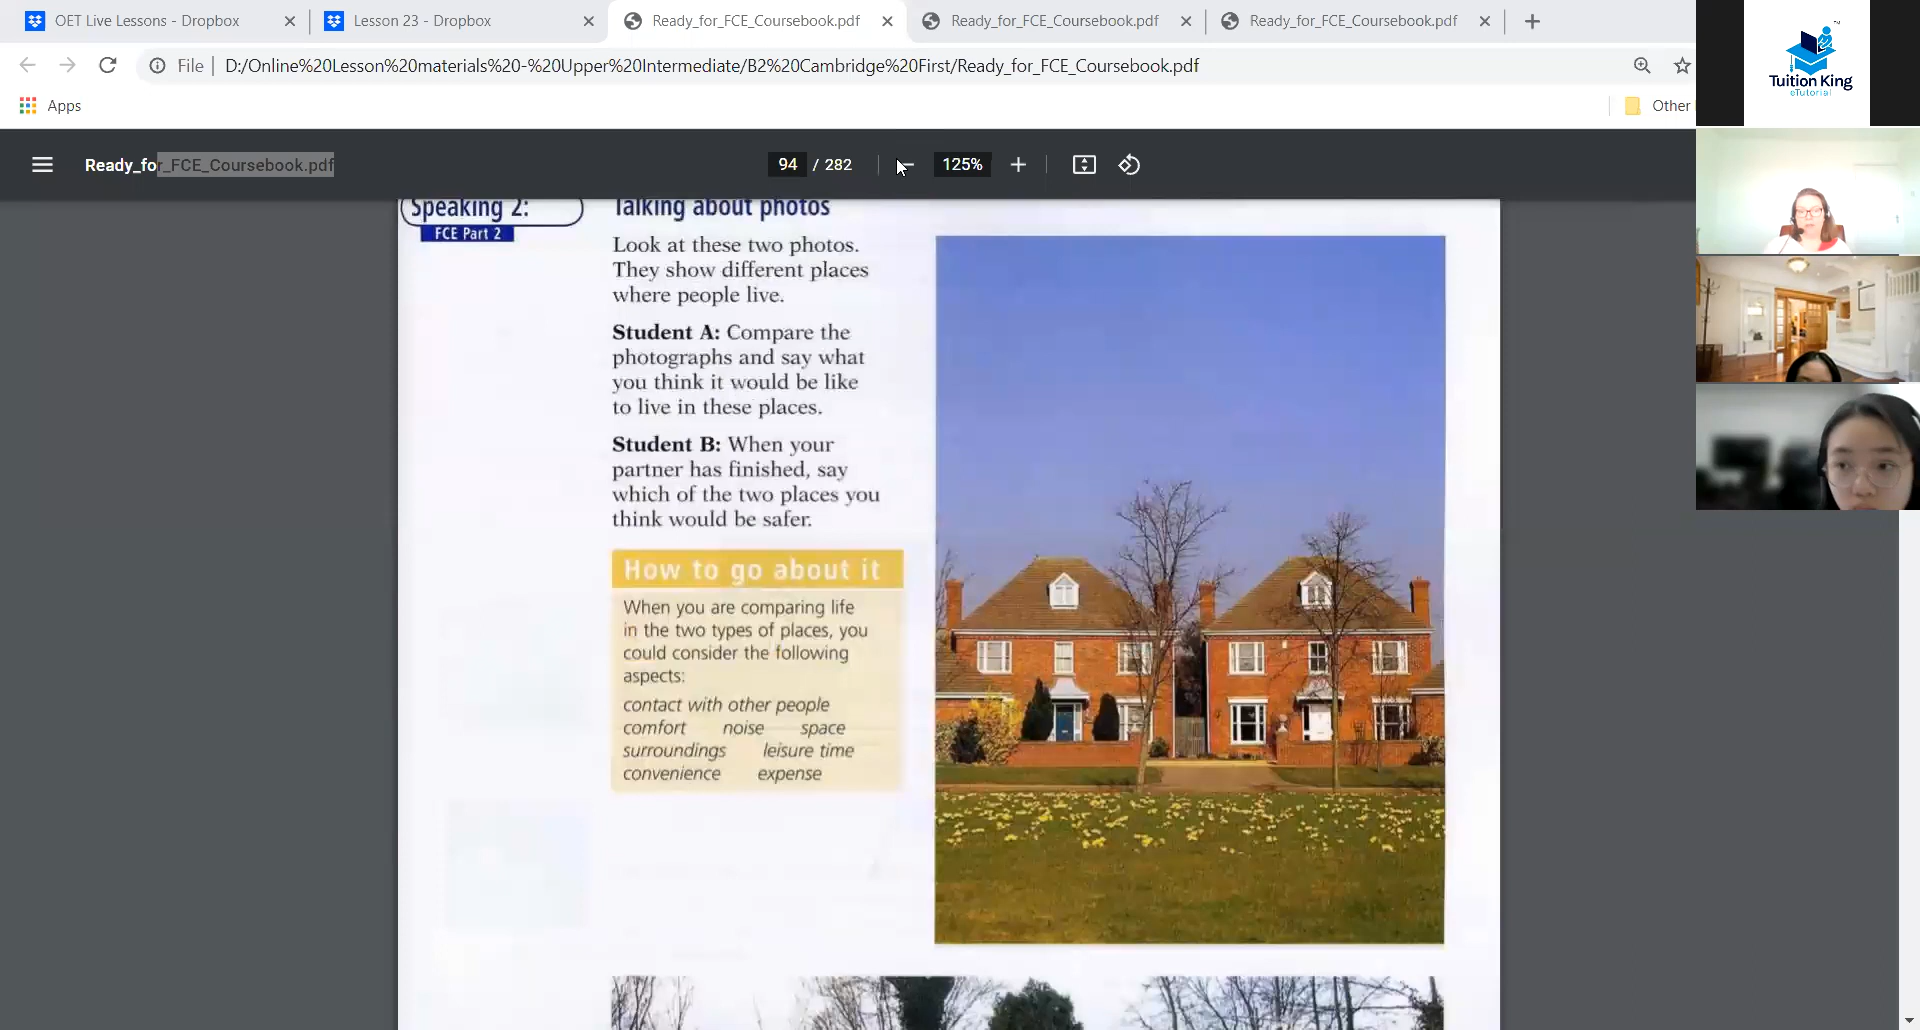 OET Live Lessons - Dropbox
Lesson 23 - Dropbox
Ready_for_FCE_Coursebook.pdf
Ready_for_FCE_Coursebook.pdf
Ready_for_FCE_Coursebook.pdf
File
D:/Online%20Lesson%20materials%20-%20Upper%20Intermediate/B2%20Cambridge%20First/Ready_for_FCE_Coursebook.pdf
Apps
Other
Tuition King
eTutorial
TM
Ready_for_FCE_Coursebook.pdf
94 / 282
125%
Speaking 2:
FCE Part 2
Talking about photos
Look at these two photos.
They show different places
where people live.
Student A: Compare the
photographs and say what
you think it would be like
to live in these places.
Student B: When your
partner has finished, say
which of the two places you
think would be safer.
How to go about it
When you are comparing life
in the two types of places, you
could consider the following
aspects:
contact with other people
comfort noise space
surroundings leisure time
convenience expense